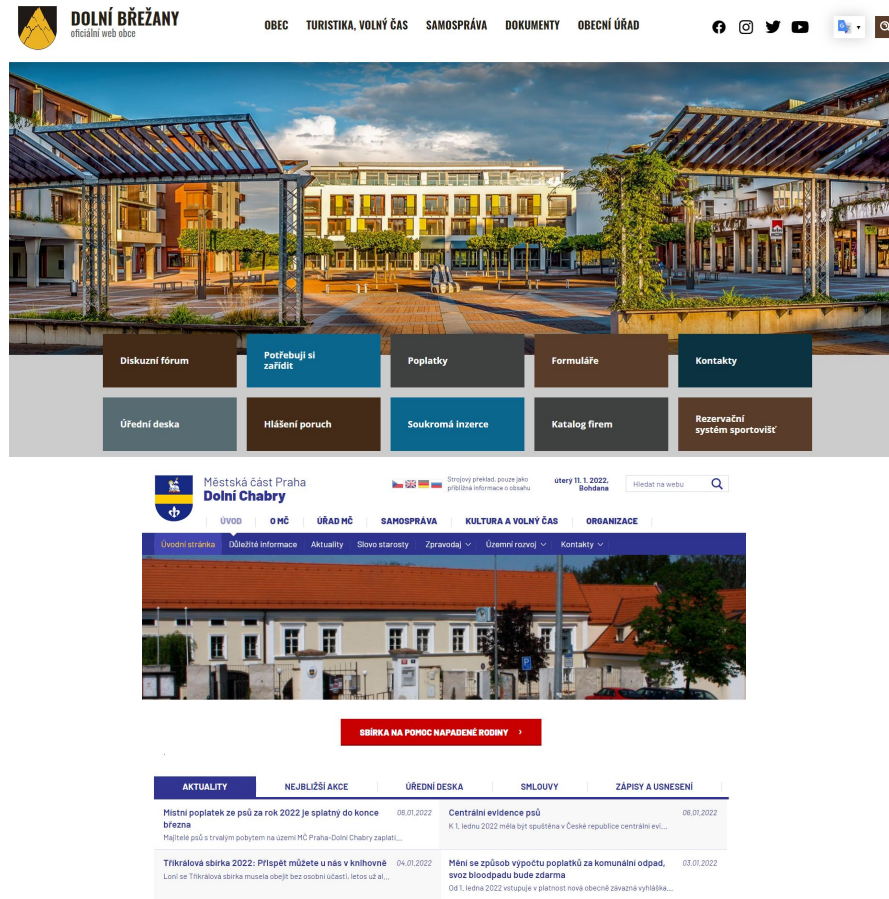 DOLNÍ BŘEŽANY
oficiální web obce
OBEC TURISTIKA, VOLNÝ ČAS SAMOSPRÁVA DOKUMENTY OBECNÍ ÚŘAD
Diskuzní fórum
Potřebuji si
zařídit
Poplatky
Formuláře
Kontakty
Úřední deska
Hlášení poruch
Soukromá inzerce
Katalog firem
Rezervační
systém sportovišť
Městská část Praha
Dolní Chabry
Strojový překlad, pouze jako
přibližná informace o obsahu
úterý 11. 1. 2022,
Bohdana
Hledat na webu
ÚVOD O MČ ÚŘAD MČ SAMOSPRÁVA KULTURA A VOLNÝ ČAS ORGANIZACE
Úvodní stránka Důležité informace Aktuality Slovo starosty Zpravodaj Územní rozvoj Kontakty
P
SBÍRKA NA POMOC NAPADENÉ RODINY
AKTUALITY NEJBLIŽŠÍ AKCE ÚŘEDNÍ DESKA SMLOUVY ZÁPISY A USNESENÍ
Místní poplatek ze psů za rok 2022 je splatný do konce
března
06.01.2022
Majitelé psů s trvalým pobytem na území MČ Praha-Dolní Chabry zaplatí...
Centrální evidence psů
06.01.2022
K 1. lednu 2022 měla být spuštěna v České republice centrální evi...
Tříkrálová sbírka 2022: Přispět můžete u nás v knihovně
04.01.2022
Loni se Tříkrálová sbírka musela obejít bez osobní účasti, letos už al...
Mění se způsob výpočtu poplatků za komunální odpad,
svoz bioodpadu bude zdarma
03.01.2022
Od 1. ledna 2022 vstupuje v platnost nová obecně závazná vyhláška...